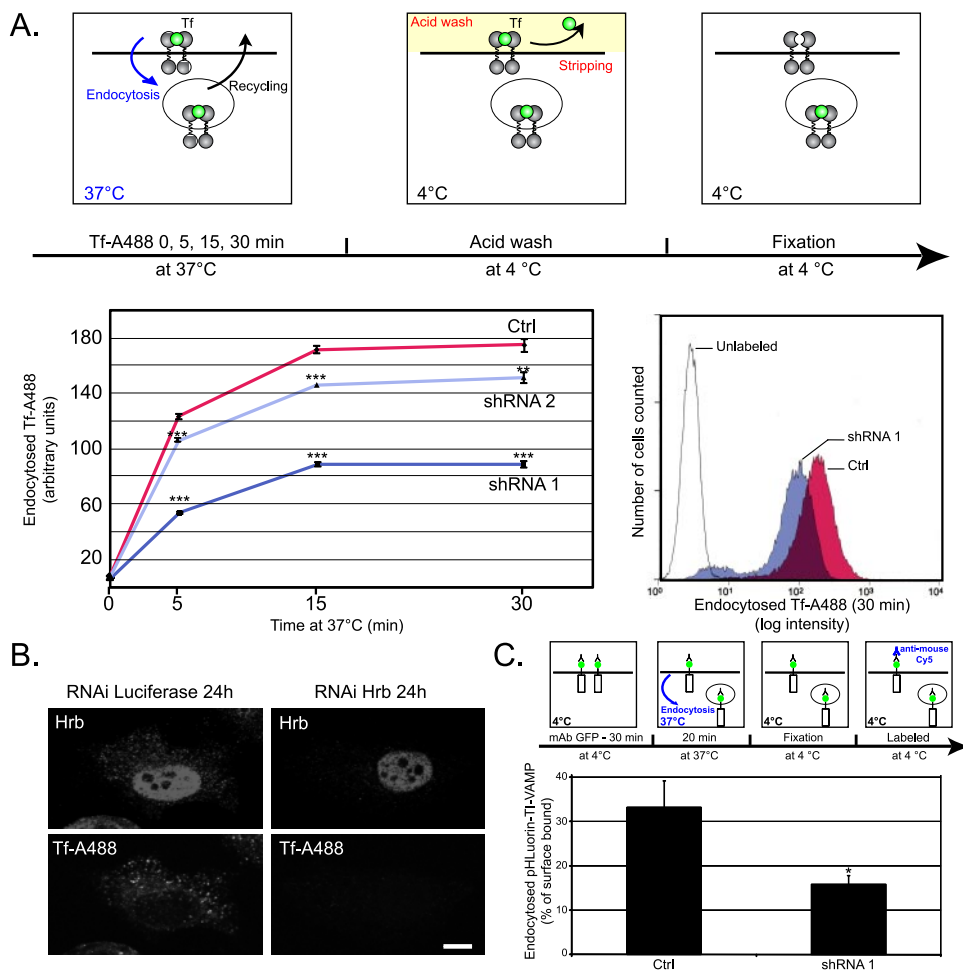 A.
Tf
Endocytosis
Recycling
37°C
Acid wash
Tf
Stripping
4°C
4°C
Tf-A488 0, 5, 15, 30 min
Acid wash
Fixation
at 37°C
at 4 °C
at 4 °C
Endocytosed Tf-A488
(arbitrary units)
180
140
100
60
20
0
5
15
30
Time at 37°C (min)
Ctrl
shRNA 2
shRNA 1
***
***
**
***
***
***
Number of cells counted
Unlabeled
shRNA 1
Ctrl
10⁰
10¹
10²
10³
10⁴
Endocytosed Tf-A488 (30 min)
(log intensity)
B.
RNAi Luciferase 24h
RNAi Hrb 24h
Hrb
Hrb
Tf-A488
Tf-A488
C.
4°C
Endocytosis
37°C
4°C
anti-mouse
Cy5
4°C
mAb GFP - 30 min
20 min
Fixation
Labeled
at 4°C
at 37°C
at 4°C
at 4°C
Endocytosed pHLuorin-TI-VAMP
(% of surface bound)
40
30
20
10
0
*
Ctrl
shRNA 1